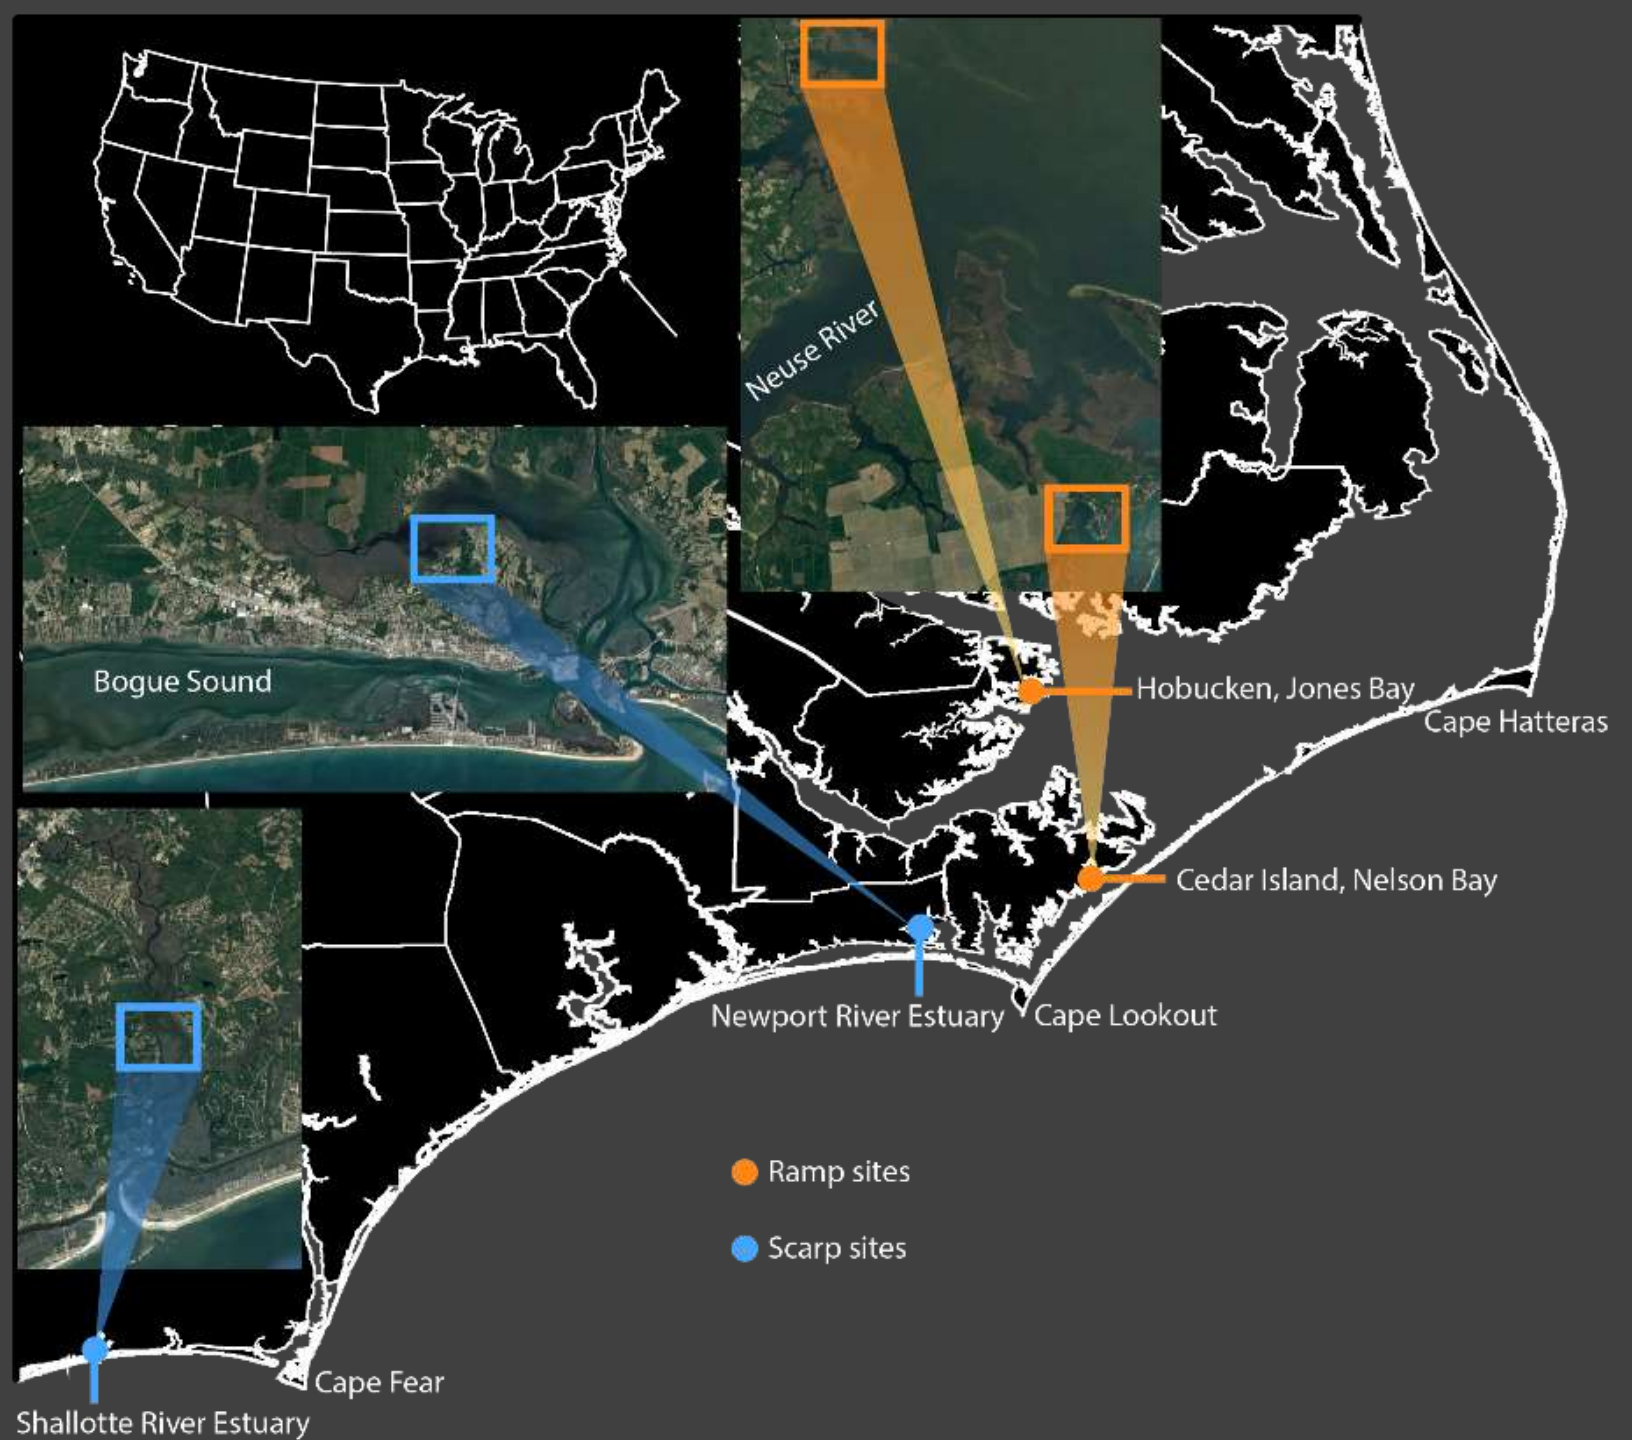 Neuse River
Bogue Sound
Hobucken, Jones Bay
Cape Hatteras
Cedar Island, Nelson Bay
Newport River Estuary
Cape Lookout
Ramp sites
Scarp sites
Cape Fear
Shallotte River Estuary